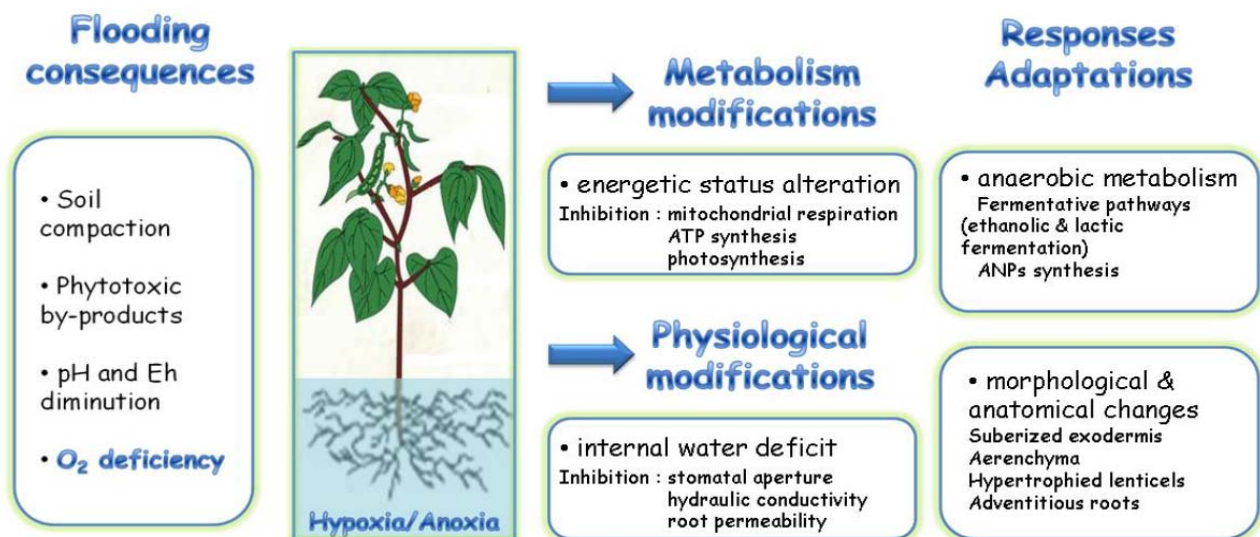 Flooding
consequences
• Soil
compaction
• Phytotoxic
by-products
• pH and Eh
diminution
• O₂ deficiency
Hypoxia/Anoxia
Metabolism
modifications
• energetic status alteration
Inhibition : mitochondrial respiration
ATP synthesis
photosynthesis
Physiological
modifications
• internal water deficit
Inhibition : stomatal aperture
hydraulic conductivity
root permeability
Responses
Adaptations
• anaerobic metabolism
Fermentative pathways
(ethanolic & lactic
fermentation)
ANPs synthesis
• morphological &
anatomical changes
Suberized exodermis
Aerenchyma
Hypertrophied lenticels
Adventitious roots